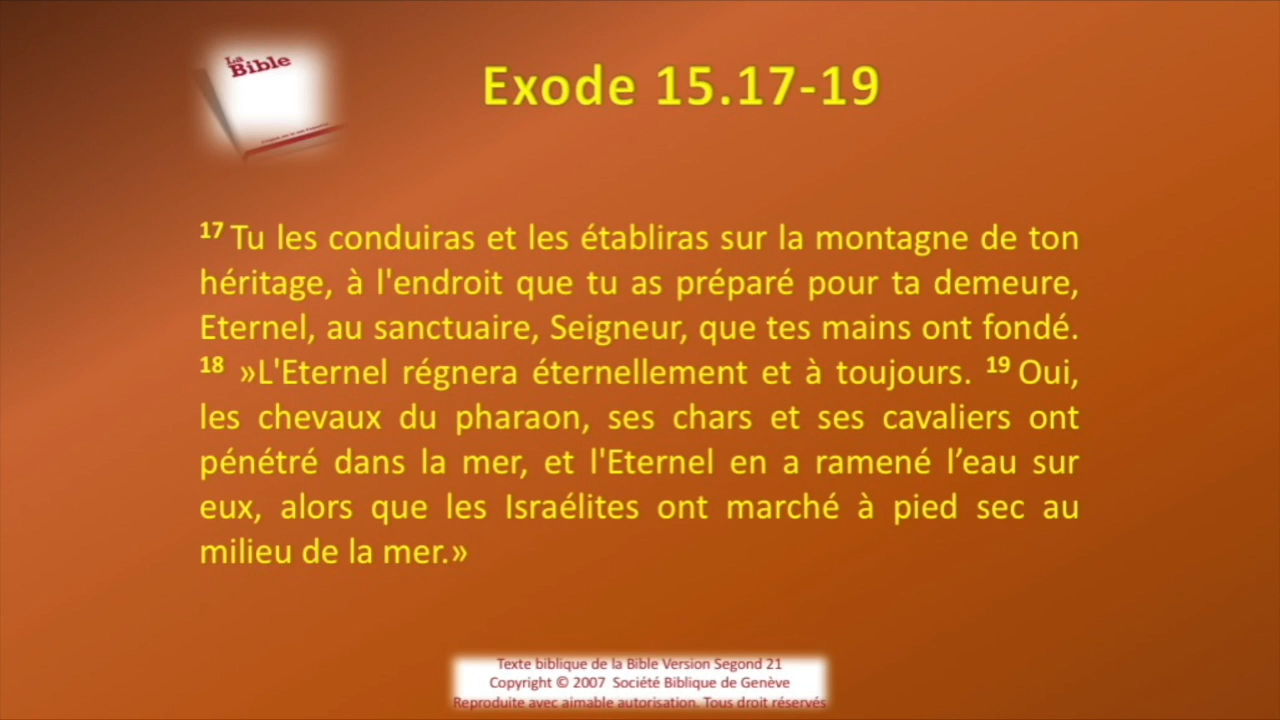 La
Bible
Exode 15.17-19
17 Tu les conduiras et les établiras sur la montagne de ton
héritage, à l'endroit que tu as préparé pour ta demeure,
Eternel, au sanctuaire, Seigneur, que tes mains ont fondé.
18 »L'Eternel régnera éternellement et à toujours. 19 Oui,
les chevaux du pharaon, ses chars et ses cavaliers ont
pénétré dans la mer, et l'Eternel en a ramené l’eau sur
eux, alors que les Israélites ont marché à pied sec au
milieu de la mer.»
Texte biblique de la Bible Version Segond 21
Copyright © 2007 Société Biblique de Genève
Reproduite avec aimable autorisation. Tous droit réservés